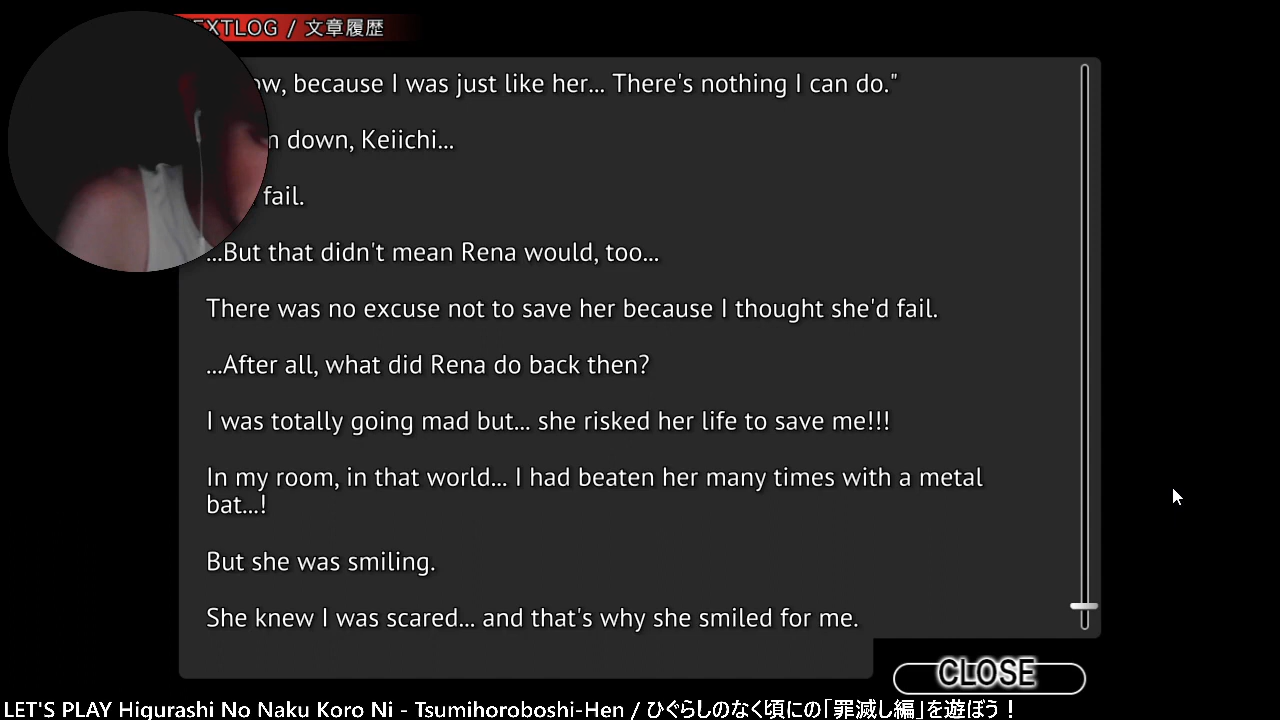 EXTLOG / 文章履歴
because I was just like her... There's nothing I can do."
down, Keiichi...
fail.
...But that didn't mean Rena would, too...
There was no excuse not to save her because I thought she'd fail.
...After all, what did Rena do back then?
I was totally going mad but... she risked her life to save me!!!
In my room, in that world... I had beaten her many times with a metal
bat...!
But she was smiling.
She knew I was scared... and that's why she smiled for me.
CLOSE
LET'S PLAY Higurashi No Naku Koro Ni - Tsumihoroboshi-Hen / ひぐらしのなく頃にの「罪滅し編」を遊ぼう！